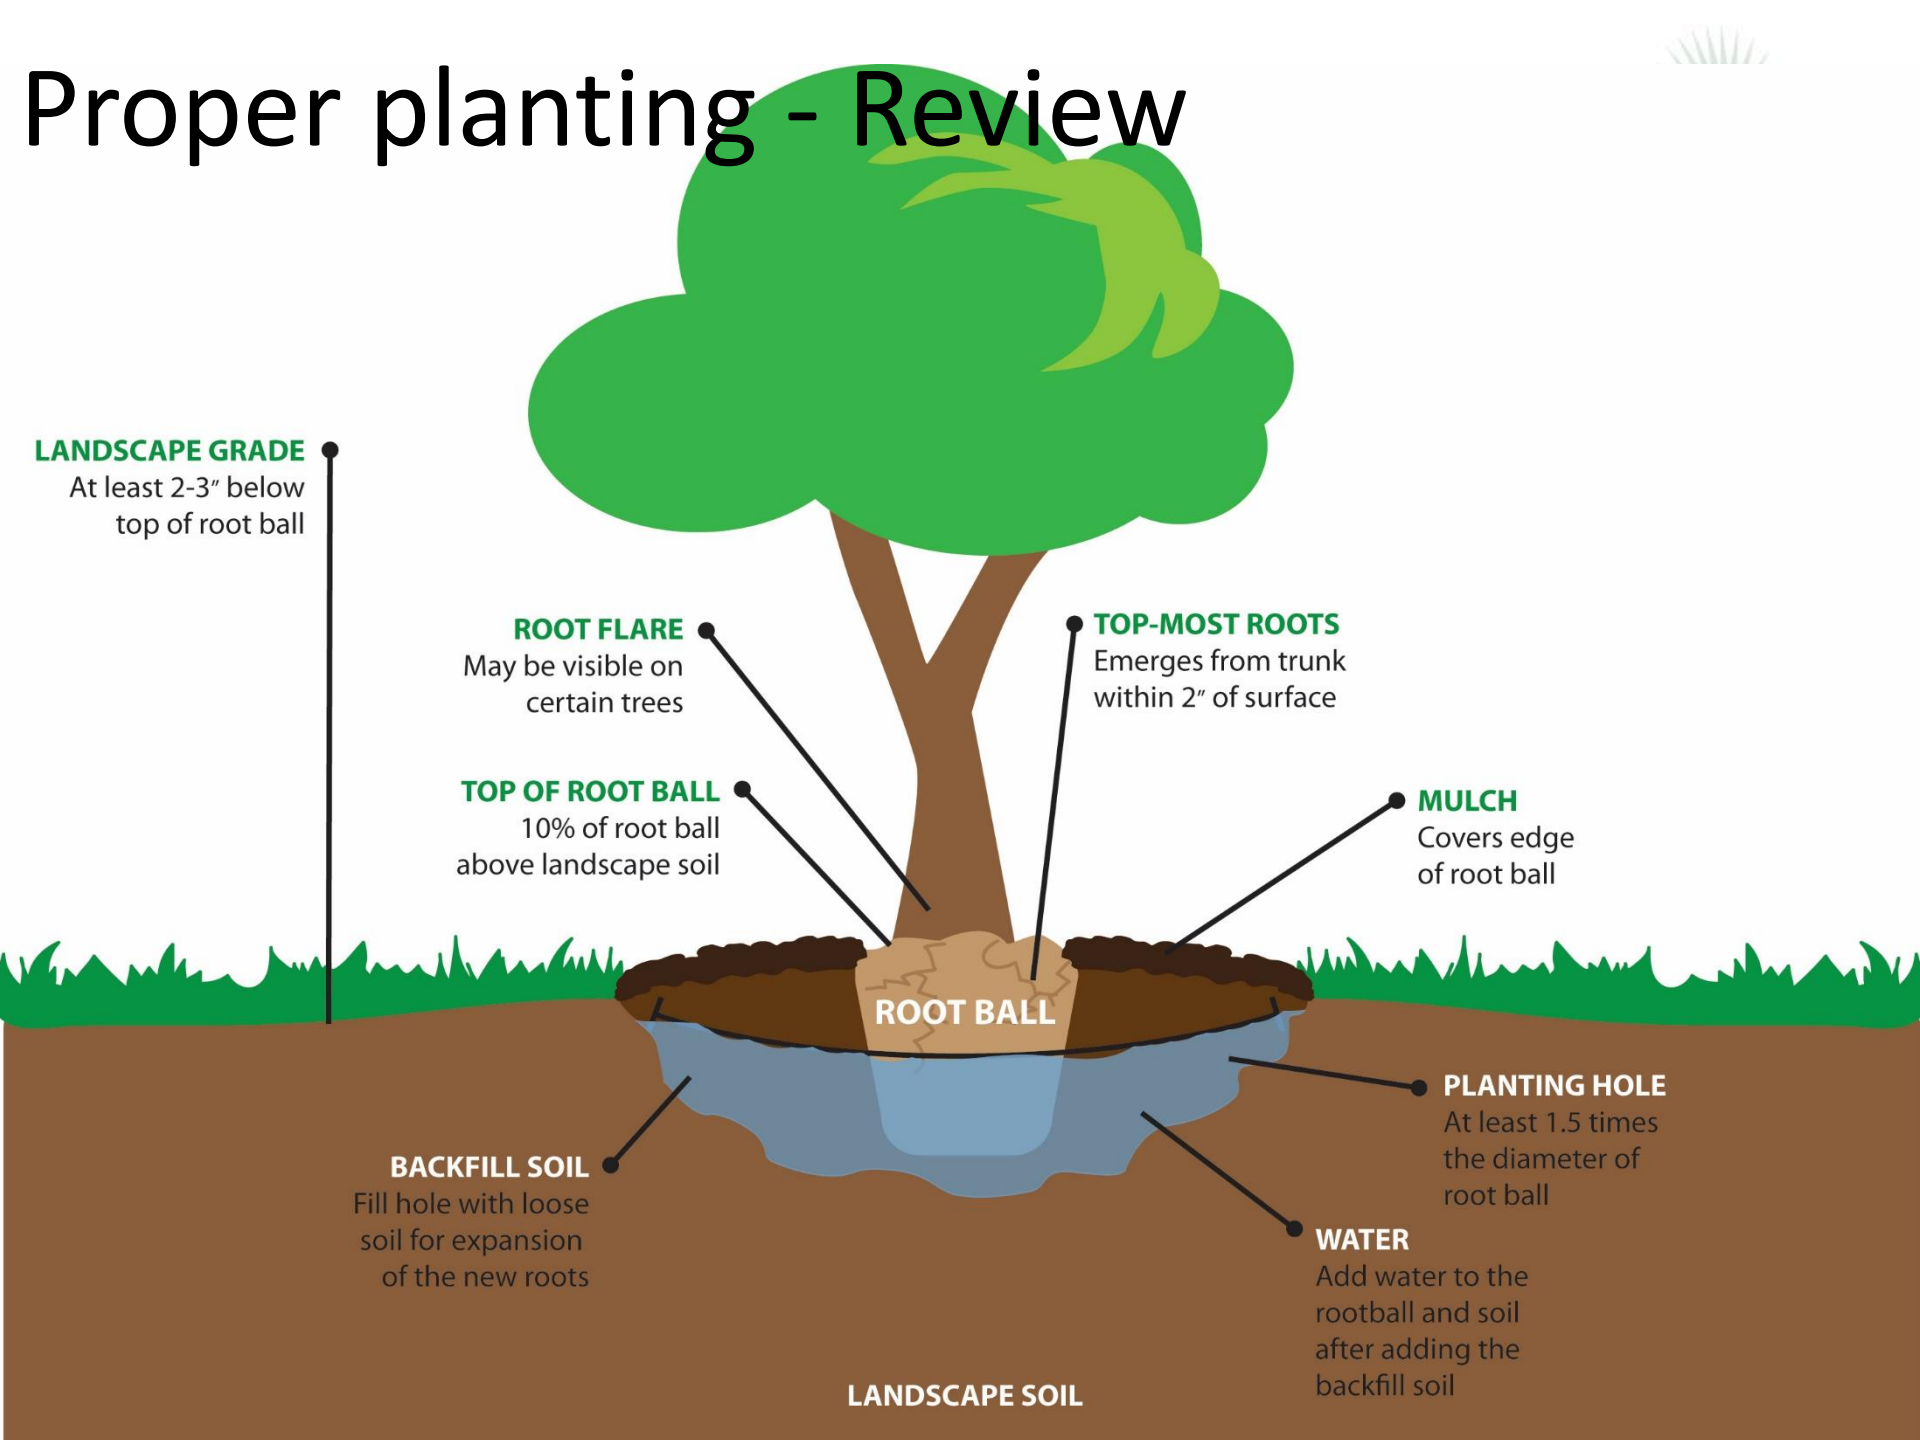 Proper planting - Review
LANDSCAPE GRADE
At least 2-3″ below
top of root ball
ROOT FLARE
May be visible on
certain trees
TOP-MOST ROOTS
Emerges from trunk
within 2″ of surface
TOP OF ROOT BALL
10% of root ball
above landscape soil
MULCH
Covers edge
of root ball
ROOT BALL
BACKFILL SOIL
Fill hole with loose
soil for expansion
of the new roots
PLANTING HOLE
At least 1.5 times
the diameter of
root ball
WATER
Add water to the
rootball and soil
after adding the
backfill soil
LANDSCAPE SOIL